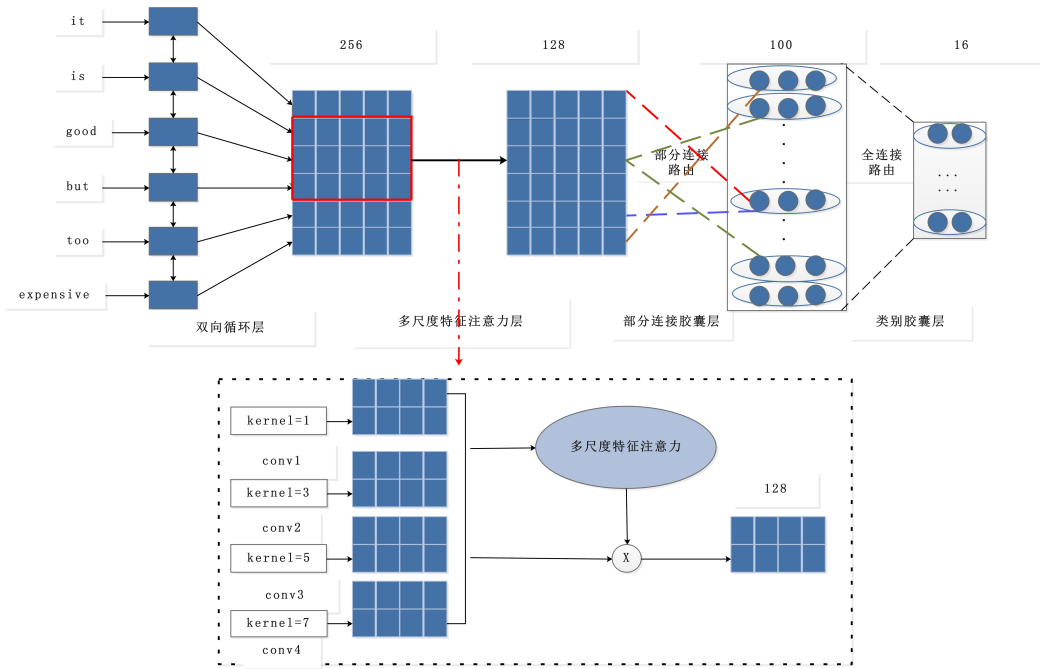 it
256
128
100
16
is
good
部分连接
路由
全连接
路由
but
...
...
too
expensive
双向循环层
多尺度特征注意力层
部分连接胶囊层
类别胶囊层
kernel=1
多尺度特征注意力
conv1
kernel=3
128
conv2
kernel=5
X
conv3
kernel=7
conv4